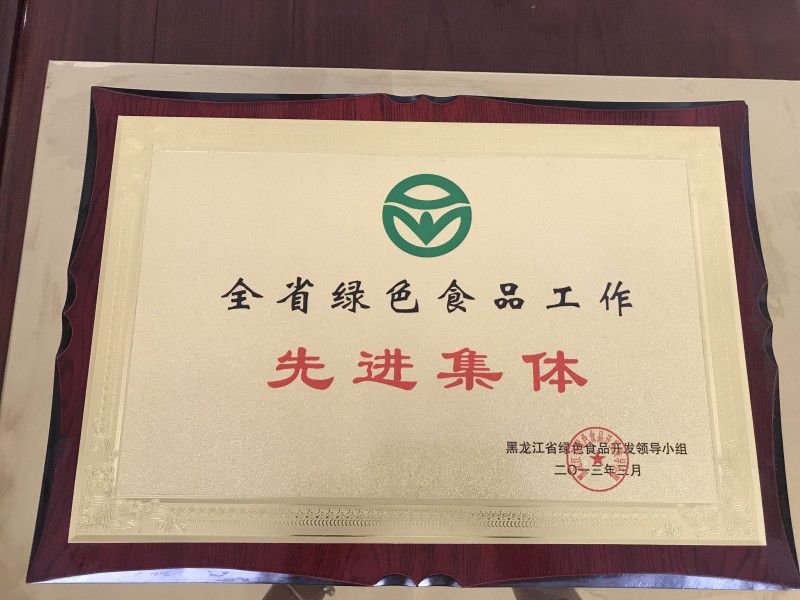 全省绿色食品工作
先进集体
黑龙江省绿色食品开发领导小组
二〇一三年三月